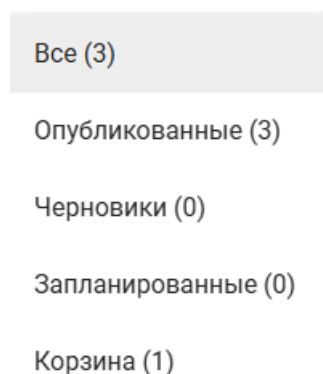 Все (3)
Опубликованные (3)
Черновики (0)
Запланированные (0)
Корзина (1)